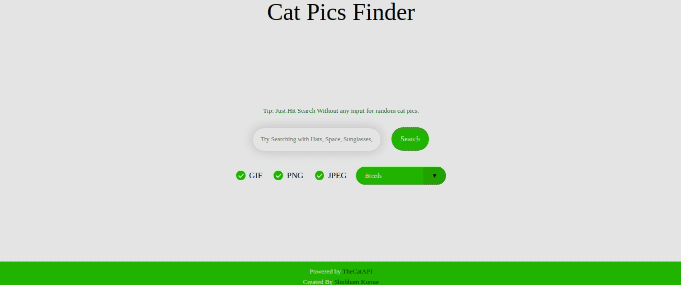 Cat Pics Finder
Tip: Just Hit Search Without any input for random cat pics.
Try Searching with Hats, Space, Sunglasses,
Search
GIF PNG JPEG Breeds ▼
Powered by TheCatAPI
Created By Shubham Kumar